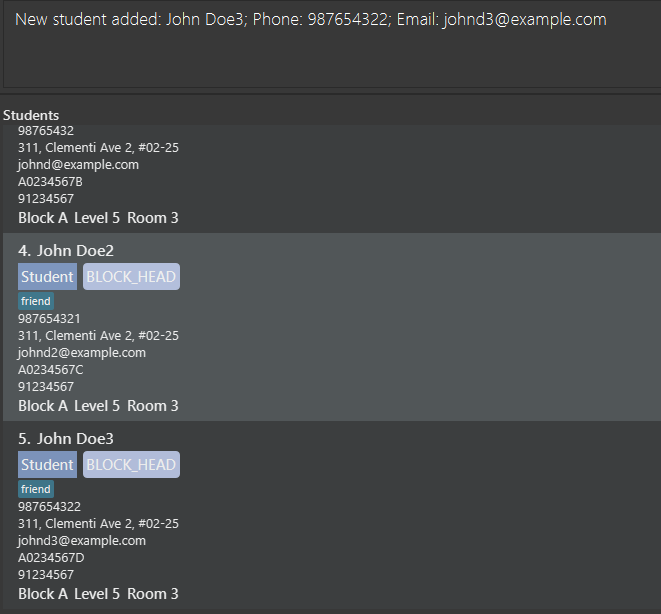 New student added: John Doe3; Phone: 987654322; Email: johnd3@example.com
Students
98765432
311, Clementi Ave 2, #02-25
johnd@example.com
A0234567B
91234567
Block A Level 5 Room 3
4. John Doe2
Student BLOCK_HEAD
friend
987654321
311, Clementi Ave 2, #02-25
johnd2@example.com
A0234567C
91234567
Block A Level 5 Room 3
5. John Doe3
Student BLOCK_HEAD
friend
987654322
311, Clementi Ave 2, #02-25
johnd3@example.com
A0234567D
91234567
Block A Level 5 Room 3